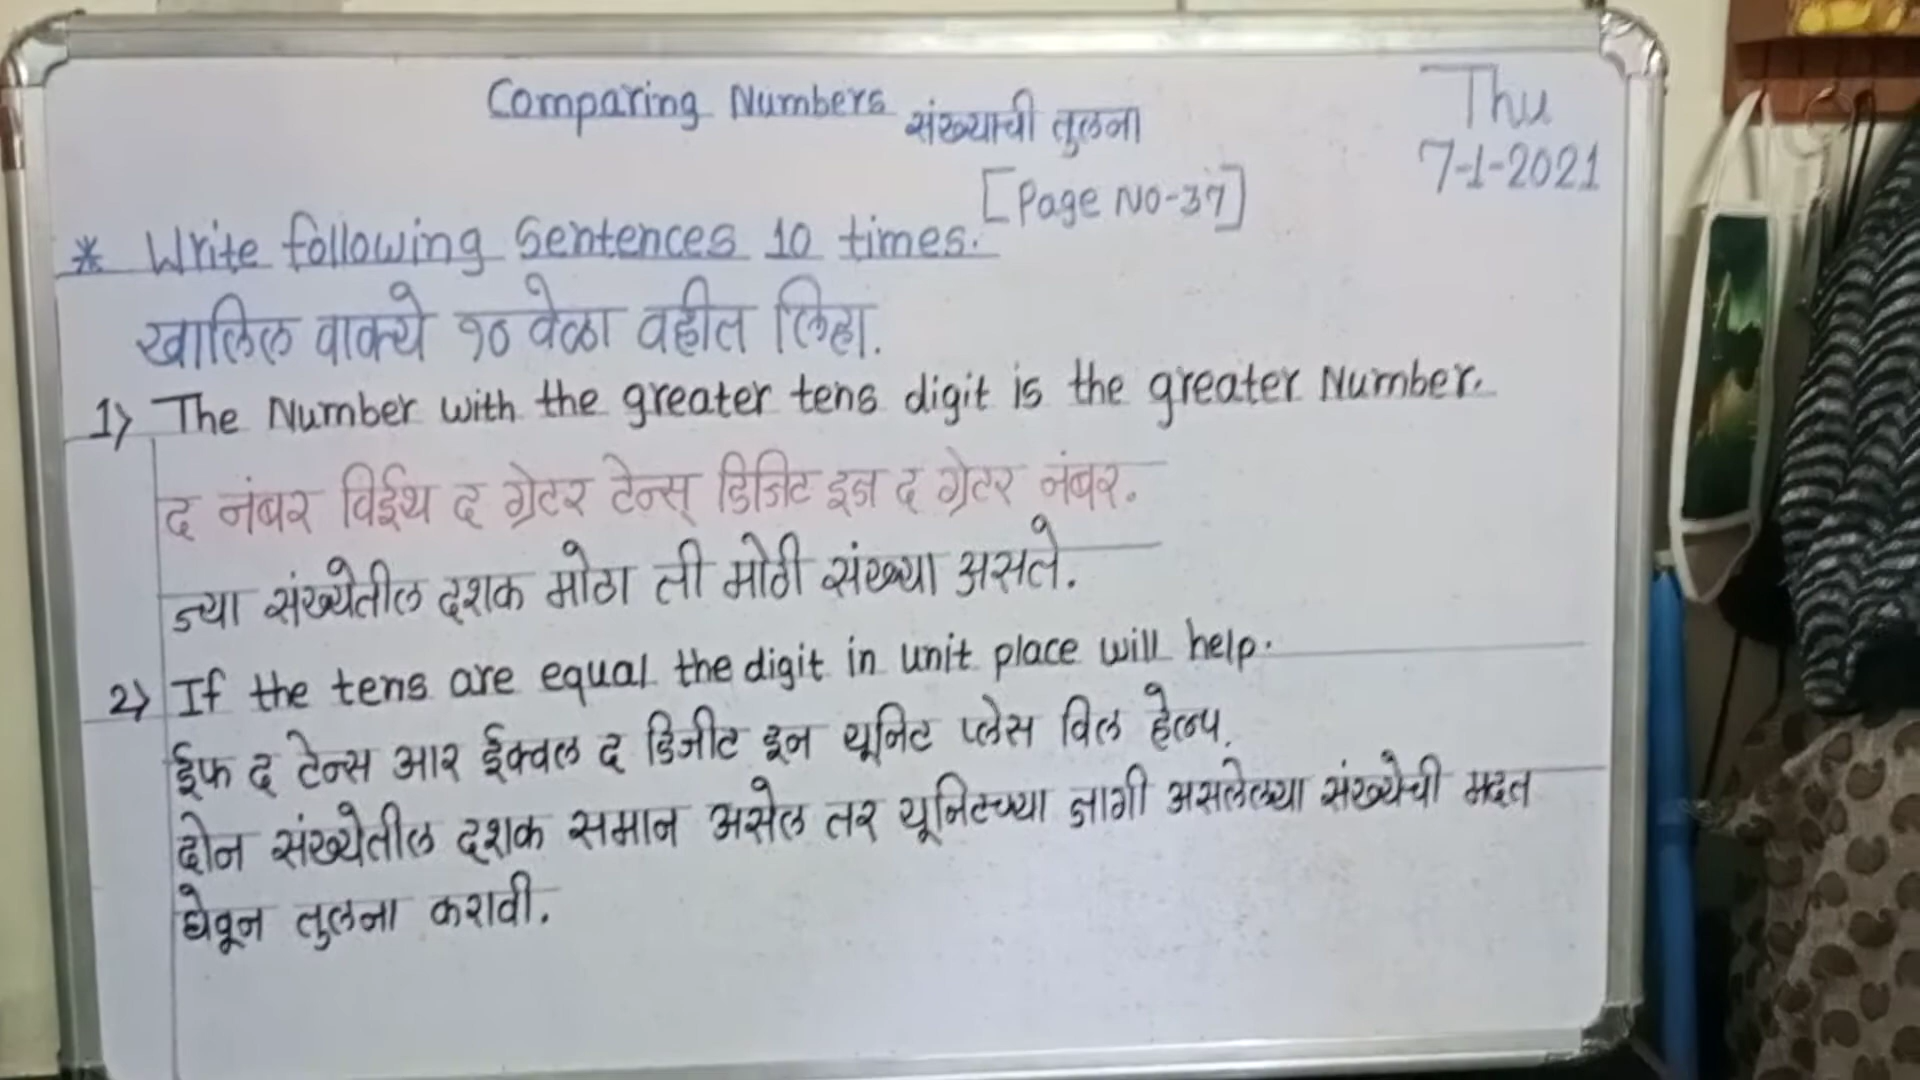 Comparing Numbers संख्याची तुलना
Thu
7-1-2021
[Page No-37]
* Write following Sentences 10 times.
खालिल वाक्ये १० वेळा वहीत लिहा.
1) The Number with the greater tens digit is the greater Number.
द नंबर विईथ द ग्रेटर टेन्स् डिजिट इज द ग्रेटर नंबर.
ज्या संख्येतील दशक मोठा ती मोठी संख्या असते.
2) If the tens are equal the digit in unit place will help.
ईफ द टेन्स आर ईक्वल द डिजीट इन यूनिट प्लेस विल हेल्प.
दोन संख्येतील दशक समान असेल तर यूनिटच्या जागी असलेल्या संख्येची मदत
घेवून तुलना करावी.